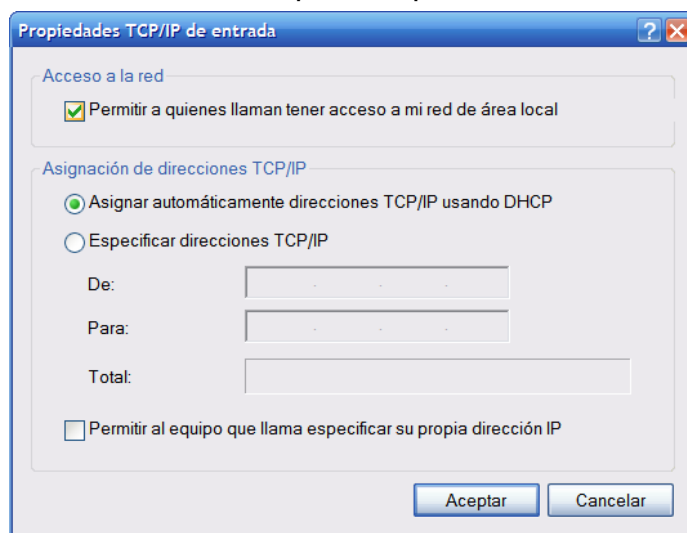 Propiedades TCP/IP de entrada
Acceso a la red
Permitir a quienes llaman tener acceso a mi red de área local
Asignación de direcciones TCP/IP
Asignar automáticamente direcciones TCP/IP usando DHCP
Especificar direcciones TCP/IP
De:
Para:
Total:
Permitir al equipo que llama especificar su propia dirección IP
Aceptar Cancelar